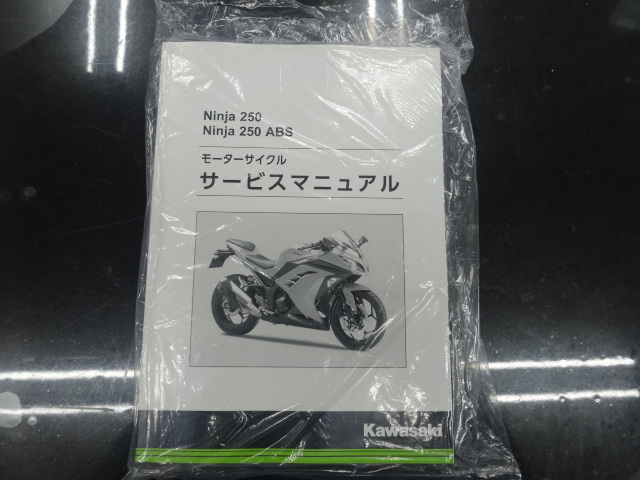 Ninja 250
Ninja 250 ABS
モーターサイクル
サービスマニュアル
Kawasaki